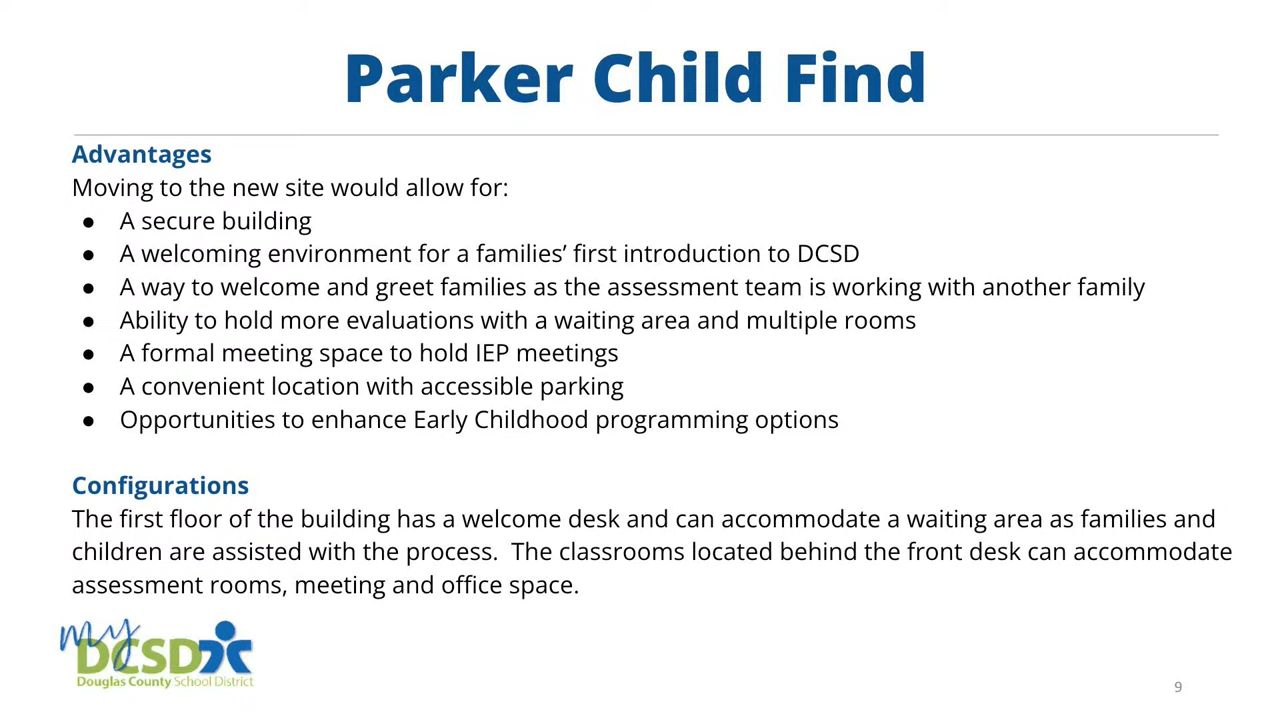 Parker Child Find
Advantages
Moving to the new site would allow for:
● A secure building
● A welcoming environment for a families’ first introduction to DCSD
● A way to welcome and greet families as the assessment team is working with another family
● Ability to hold more evaluations with a waiting area and multiple rooms
● A formal meeting space to hold IEP meetings
● A convenient location with accessible parking
● Opportunities to enhance Early Childhood programming options
Configurations
The first floor of the building has a welcome desk and can accommodate a waiting area as families and
children are assisted with the process.  The classrooms located behind the front desk can accommodate
assessment rooms, meeting and office space.
my
DCSD
Douglas County School District
9